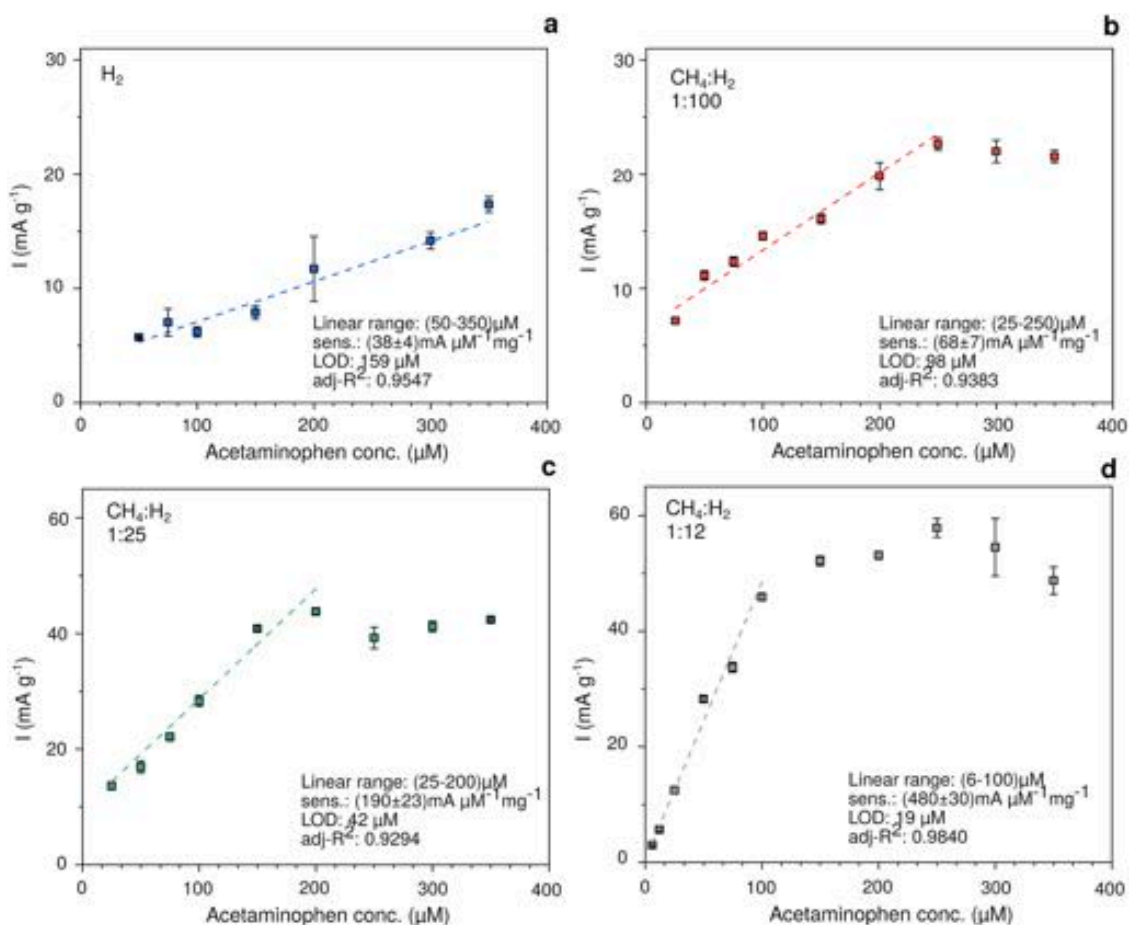 a
H₂
I (mA g⁻¹)
30
20
10
0
Linear range: (50-350)µM
sens.: (38±4)mA µM⁻¹mg⁻¹
LOD: 159 µM
adj-R²: 0.9547
0 100 200 300 400
Acetaminophen conc. (µM)
b
CH₄:H₂
1:100
I (mA g⁻¹)
30
20
10
0
Linear range: (25-250)µM
sens.: (68±7)mA µM⁻¹mg⁻¹
LOD: 98 µM
adj-R²: 0.9383
0 100 200 300 400
Acetaminophen conc. (µM)
c
CH₄:H₂
1:25
I (mA g⁻¹)
60
40
20
0
Linear range: (25-200)µM
sens.: (190±23)mA µM⁻¹mg⁻¹
LOD: 42 µM
adj-R²: 0.9294
0 100 200 300 400
Acetaminophen conc. (µM)
d
CH₄:H₂
1:12
I (mA g⁻¹)
60
40
20
0
Linear range: (6-100)µM
sens.: (480±30)mA µM⁻¹mg⁻¹
LOD: 19 µM
adj-R²: 0.9840
0 100 200 300 400
Acetaminophen conc. (µM)